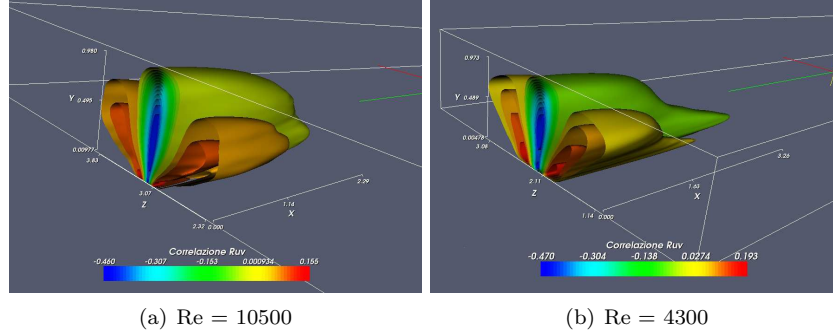 0.980
Y 0.495
0.00977
3.83
3.07
Z
2.32
0.000
1.14
X
2.29
Correlazione Ruv
-0.460 -0.307 -0.153 0.000934 0.155
0.973
Y 0.489
0.00478
3.08
2.11
Z
1.14
0.000
1.63
X
3.26
Correlazione Ruv
-0.470 -0.304 -0.138 0.0274 0.193
(a) Re = 10500
(b) Re = 4300